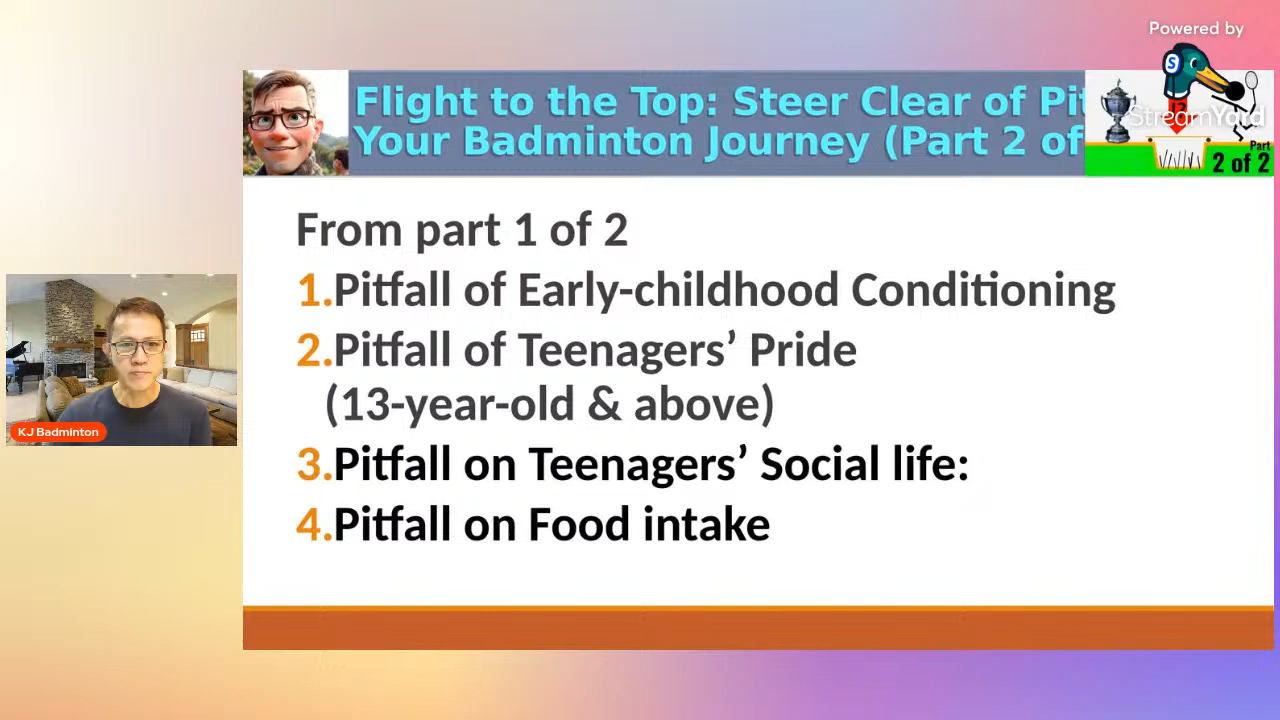 Powered by
StreamYard
Flight to the Top: Steer Clear of Pit
Your Badminton Journey (Part 2 of
Part
2 of 2
From part 1 of 2
1.Pitfall of Early-childhood Conditioning
2.Pitfall of Teenagers’ Pride
(13-year-old & above)
3.Pitfall on Teenagers’ Social life:
4.Pitfall on Food intake
KJ Badminton